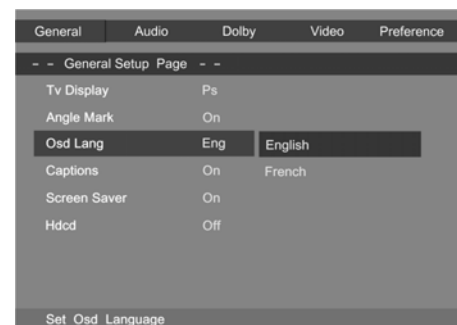 General Audio Dolby Video Preference
- - General Setup Page - -
Tv Display Ps
Angle Mark On
Osd Lang Eng English
Captions On French
Screen Saver On
Hdcd Off
Set Osd Language